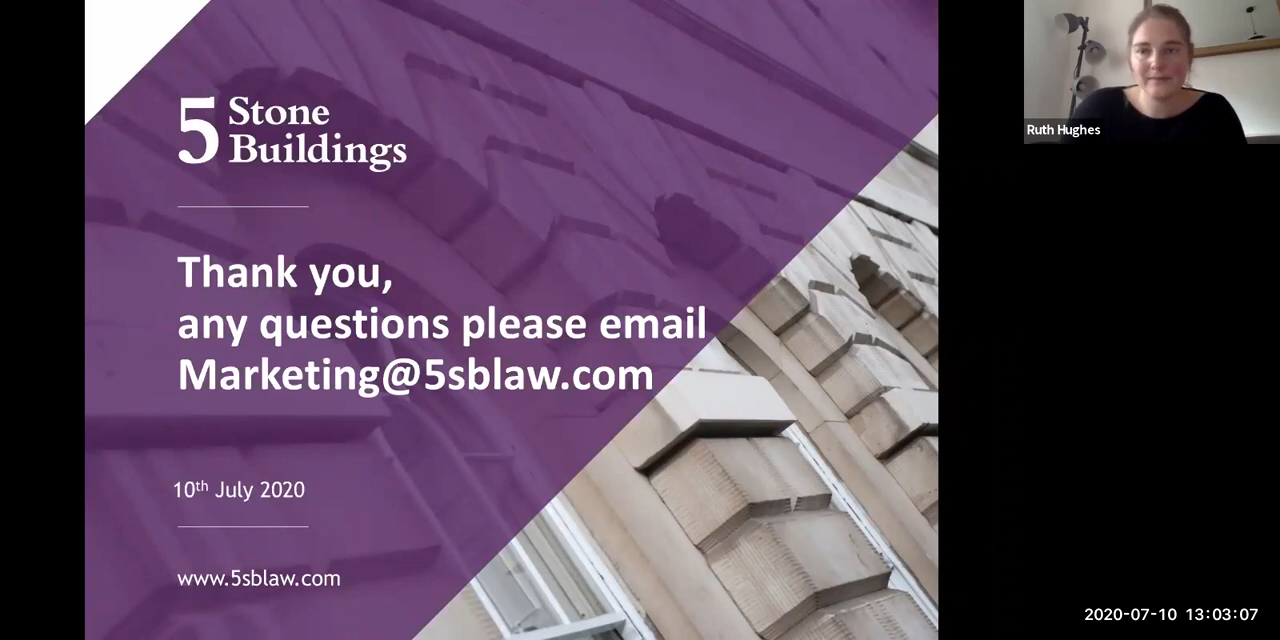 5 Stone
Buildings
Thank you,
any questions please email
Marketing@5sblaw.com
10th July 2020
www.5sblaw.com
Ruth Hughes
2020-07-10 13:03:07